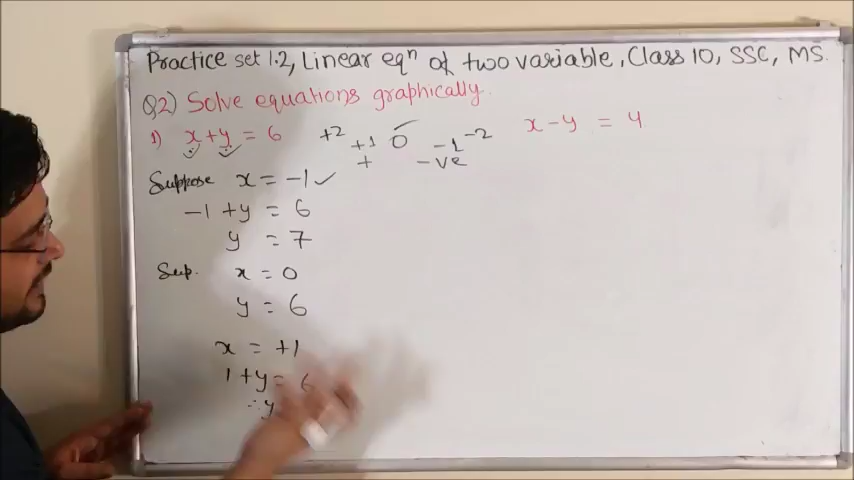 Practice set 1.2, Linear eqⁿ of two variable, Class 10, SSC, MS.
Q2) Solve equations graphically.
1) x+y = 6 +2 +1 0 -1 -2 x-y = 4
+ -ve
Suppose x = -1 ✓
-1 + y = 6
y = 7
Sup. x = 0
y = 6
x = +1
1 + y = 6
∴ y